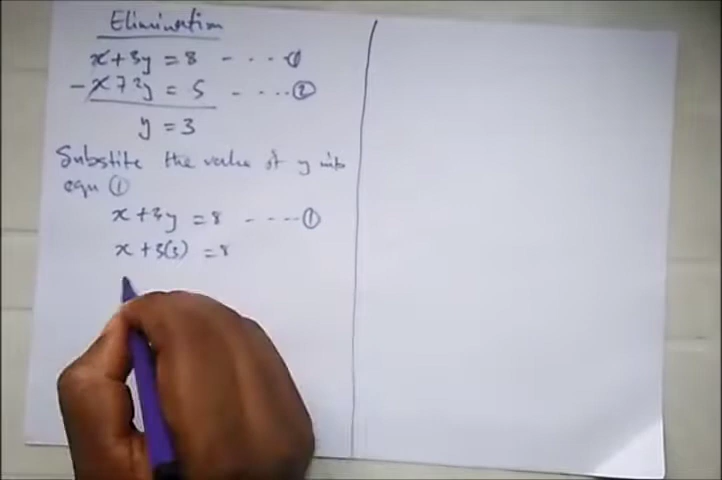 Elimination
x+3y = 8 - - - - ①
- x+2y = 5 - - - - ②
y = 3
Substite the value of y into
equ ①
x+3y = 8 - - - - ①
x +3(3) = 8